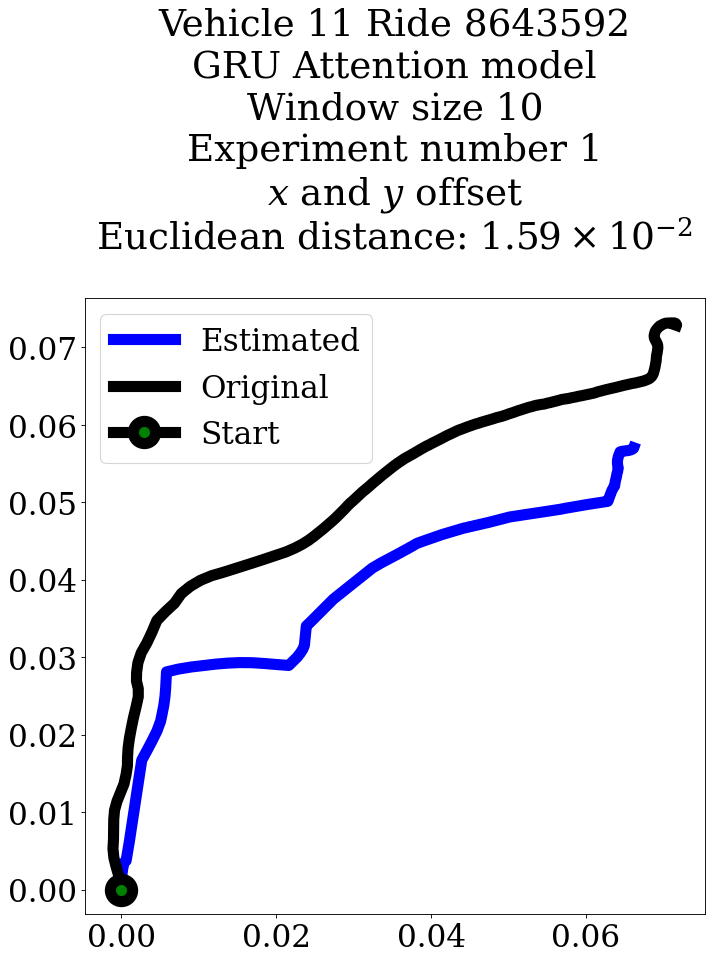 Vehicle 11 Ride 8643592
GRU Attention model
Window size 10
Experiment number 1
x and y offset
Euclidean distance: 1.59 × 10⁻²
Estimated
Original
Start
0.07
0.06
0.05
0.04
0.03
0.02
0.01
0.00
0.00 0.02 0.04 0.06